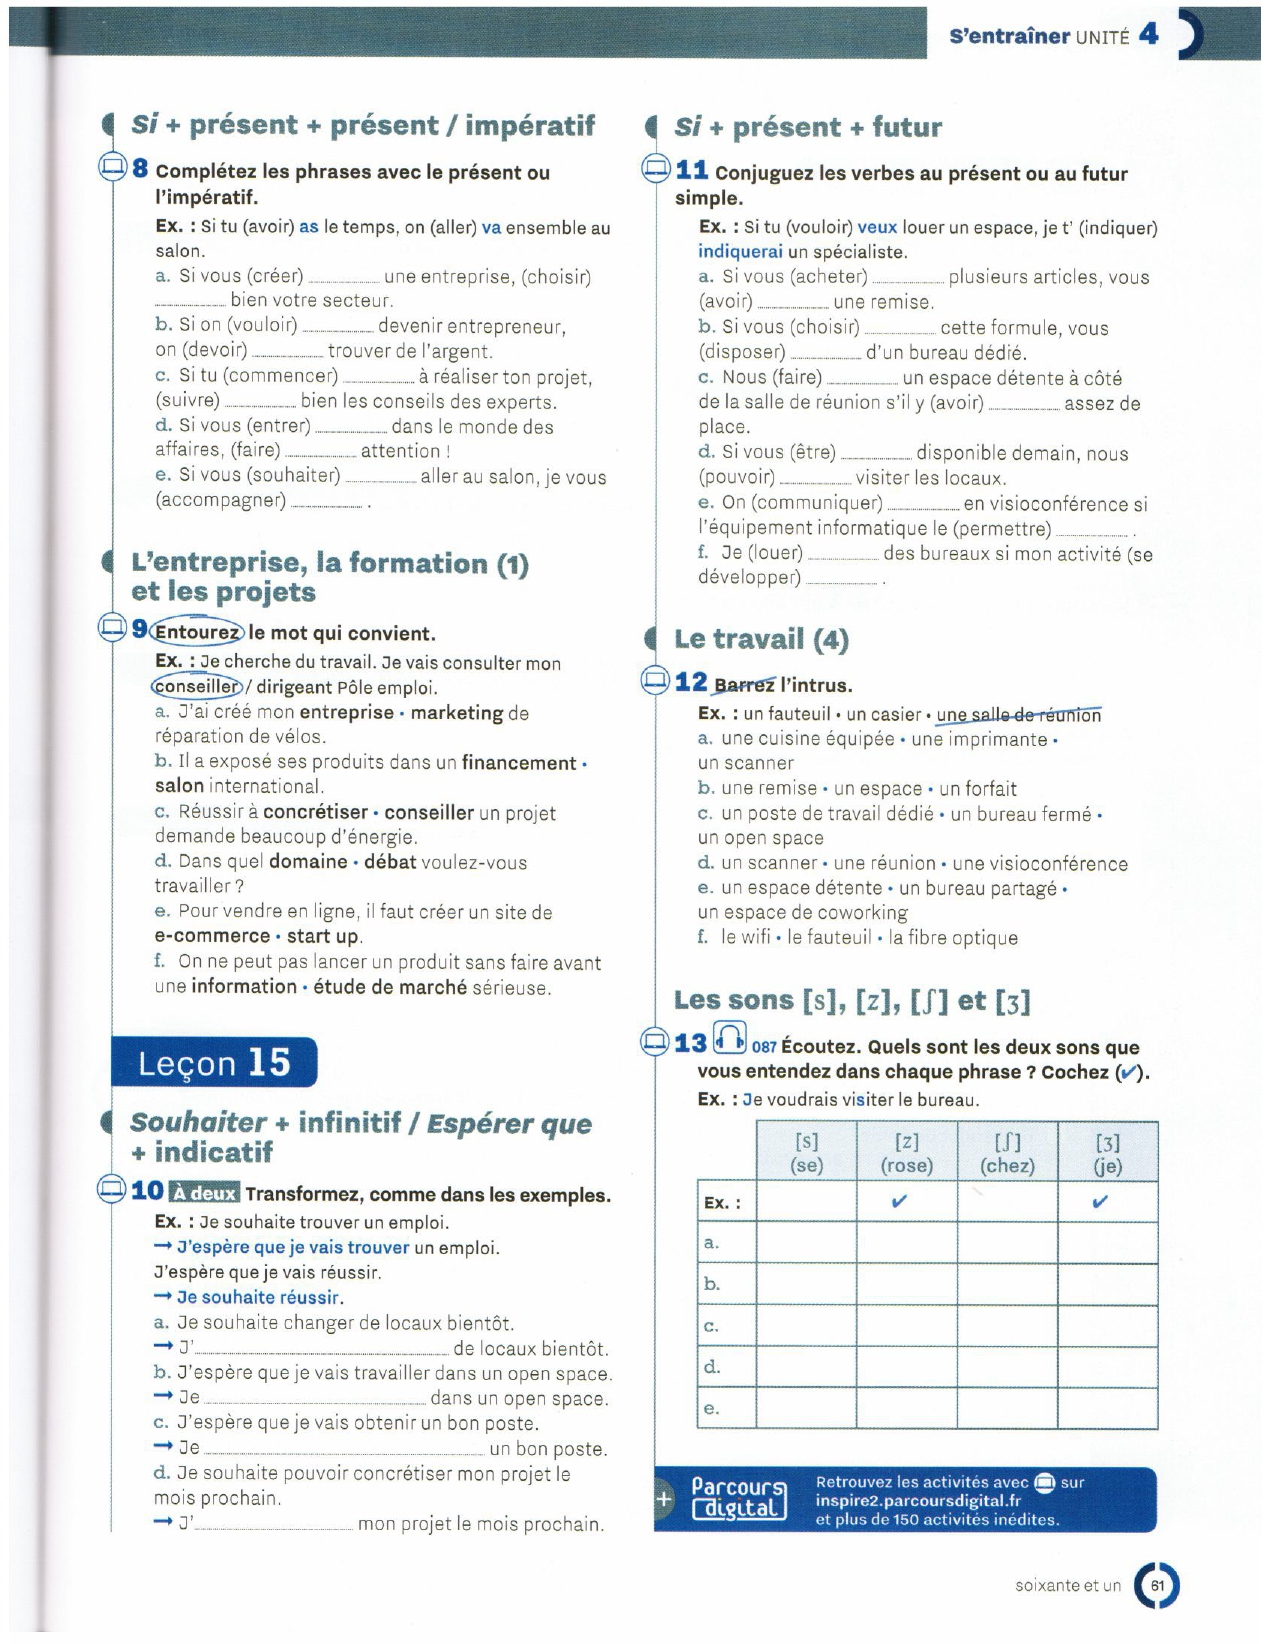 S'entraîner UNITÉ 4
Si + présent + présent / impératif
8 Complétez les phrases avec le présent ou
l'impératif.
Ex. : Si tu (avoir) as le temps, on (aller) va ensemble au
salon.
a. Si vous (créer) ............ une entreprise, (choisir)
............ bien votre secteur.
b. Si on (vouloir) ............ devenir entrepreneur,
on (devoir) ............ trouver de l'argent.
c. Si tu (commencer) ............ à réaliser ton projet,
(suivre) ............ bien les conseils des experts.
d. Si vous (entrer) ............ dans le monde des
affaires, (faire) ............ attention !
e. Si vous (souhaiter) ............ aller au salon, je vous
(accompagner) ............ .
L'entreprise, la formation (1)
et les projets
9 Entourez le mot qui convient.
Ex. : Je cherche du travail. Je vais consulter mon
conseiller / dirigeant Pôle emploi.
a. J'ai créé mon entreprise • marketing de
réparation de vélos.
b. Il a exposé ses produits dans un financement •
salon international.
c. Réussir à concrétiser • conseiller un projet
demande beaucoup d'énergie.
d. Dans quel domaine • débat voulez-vous
travailler ?
e. Pour vendre en ligne, il faut créer un site de
e-commerce • start up.
f. On ne peut pas lancer un produit sans faire avant
une information • étude de marché sérieuse.
Leçon 15
Souhaiter + infinitif / Espérer que
+ indicatif
10 À deux Transformez, comme dans les exemples.
Ex. : Je souhaite trouver un emploi.
→ J'espère que je vais trouver un emploi.
J'espère que je vais réussir.
→ Je souhaite réussir.
a. Je souhaite changer de locaux bientôt.
→ J'............ de locaux bientôt.
b. J'espère que je vais travailler dans un open space.
→ Je ............ dans un open space.
c. J'espère que je vais obtenir un bon poste.
→ Je ............ un bon poste.
d. Je souhaite pouvoir concrétiser mon projet le
mois prochain.
→ J'............ mon projet le mois prochain.
Si + présent + futur
11 Conjuguez les verbes au présent ou au futur
simple.
Ex. : Si tu (vouloir) veux louer un espace, je t' (indiquer)
indiquerai un spécialiste.
a. Si vous (acheter) ............ plusieurs articles, vous
(avoir) ............ une remise.
b. Si vous (choisir) ............ cette formule, vous
(disposer) ............ d'un bureau dédié.
c. Nous (faire) ............ un espace détente à côté
de la salle de réunion s'il y (avoir) ............ assez de
place.
d. Si vous (être) ............ disponible demain, nous
(pouvoir) ............ visiter les locaux.
e. On (communiquer) ............ en visioconférence si
l'équipement informatique le (permettre) ............ .
f. Je (louer) ............ des bureaux si mon activité (se
développer) ............ .
Le travail (4)
12 Barrez l'intrus.
Ex. : un fauteuil • un casier • une salle de réunion
a. une cuisine équipée • une imprimante •
un scanner
b. une remise • un espace • un forfait
c. un poste de travail dédié • un bureau fermé •
un open space
d. un scanner • une réunion • une visioconférence
e. un espace détente • un bureau partagé •
un espace de coworking
f. le wifi • le fauteuil • la fibre optique
Les sons [s], [z], [ʃ] et [ʒ]
13 087 Écoutez. Quels sont les deux sons que
vous entendez dans chaque phrase ? Cochez (✓).
Ex. : Je voudrais visiter le bureau.
[s] [z] [ʃ] [ʒ]
(se) (rose) (chez) (je)
Ex. : ✓ ✓
a.
b.
c.
d.
e.
+ Parcours digital
Retrouvez les activités avec sur
inspire2.parcoursdigital.fr
et plus de 150 activités inédites.
soixante et un 61